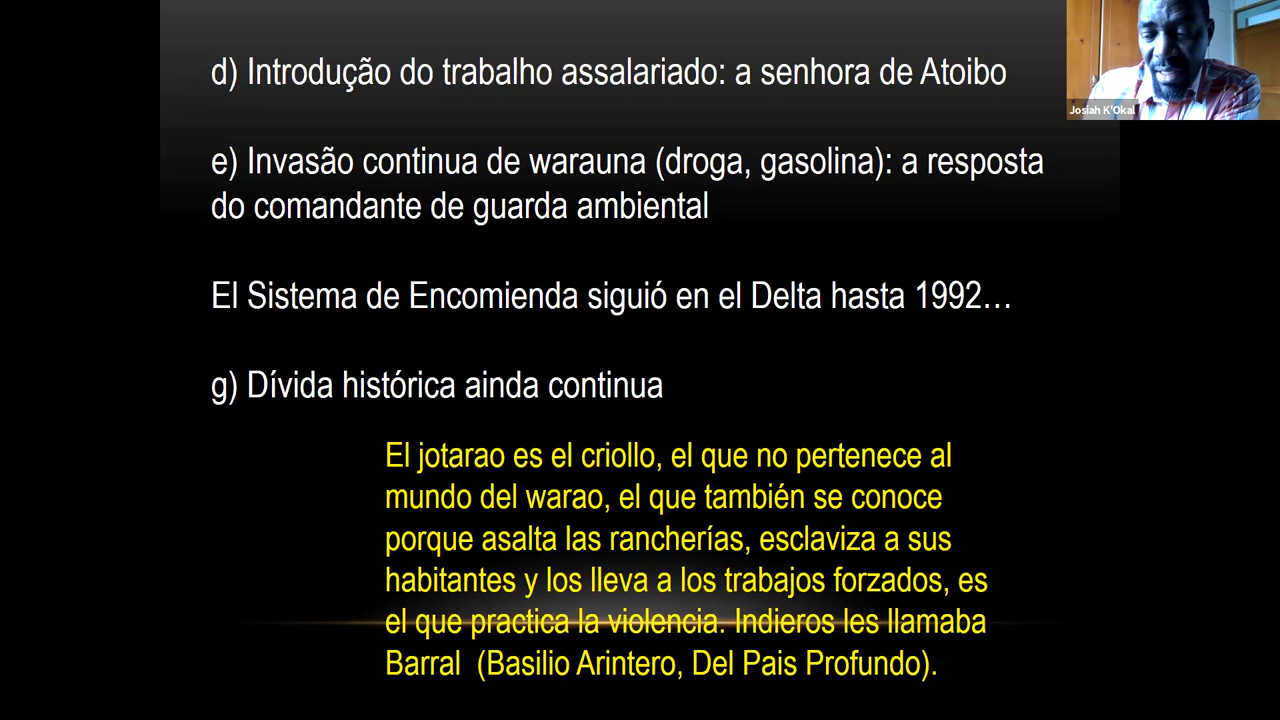 d) Introdução do trabalho assalariado: a senhora de Atoibo
Josiah K'Okal
e) Invasão continua de warauna (droga, gasolina): a resposta
do comandante de guarda ambiental
El Sistema de Encomienda siguió en el Delta hasta 1992…
g) Dívida histórica ainda continua
El jotarao es el criollo, el que no pertenece al
mundo del warao, el que también se conoce
porque asalta las rancherías, esclaviza a sus
habitantes y los lleva a los trabajos forzados, es
el que practica la violencia. Indieros les llamaba
Barral (Basilio Arintero, Del Pais Profundo).